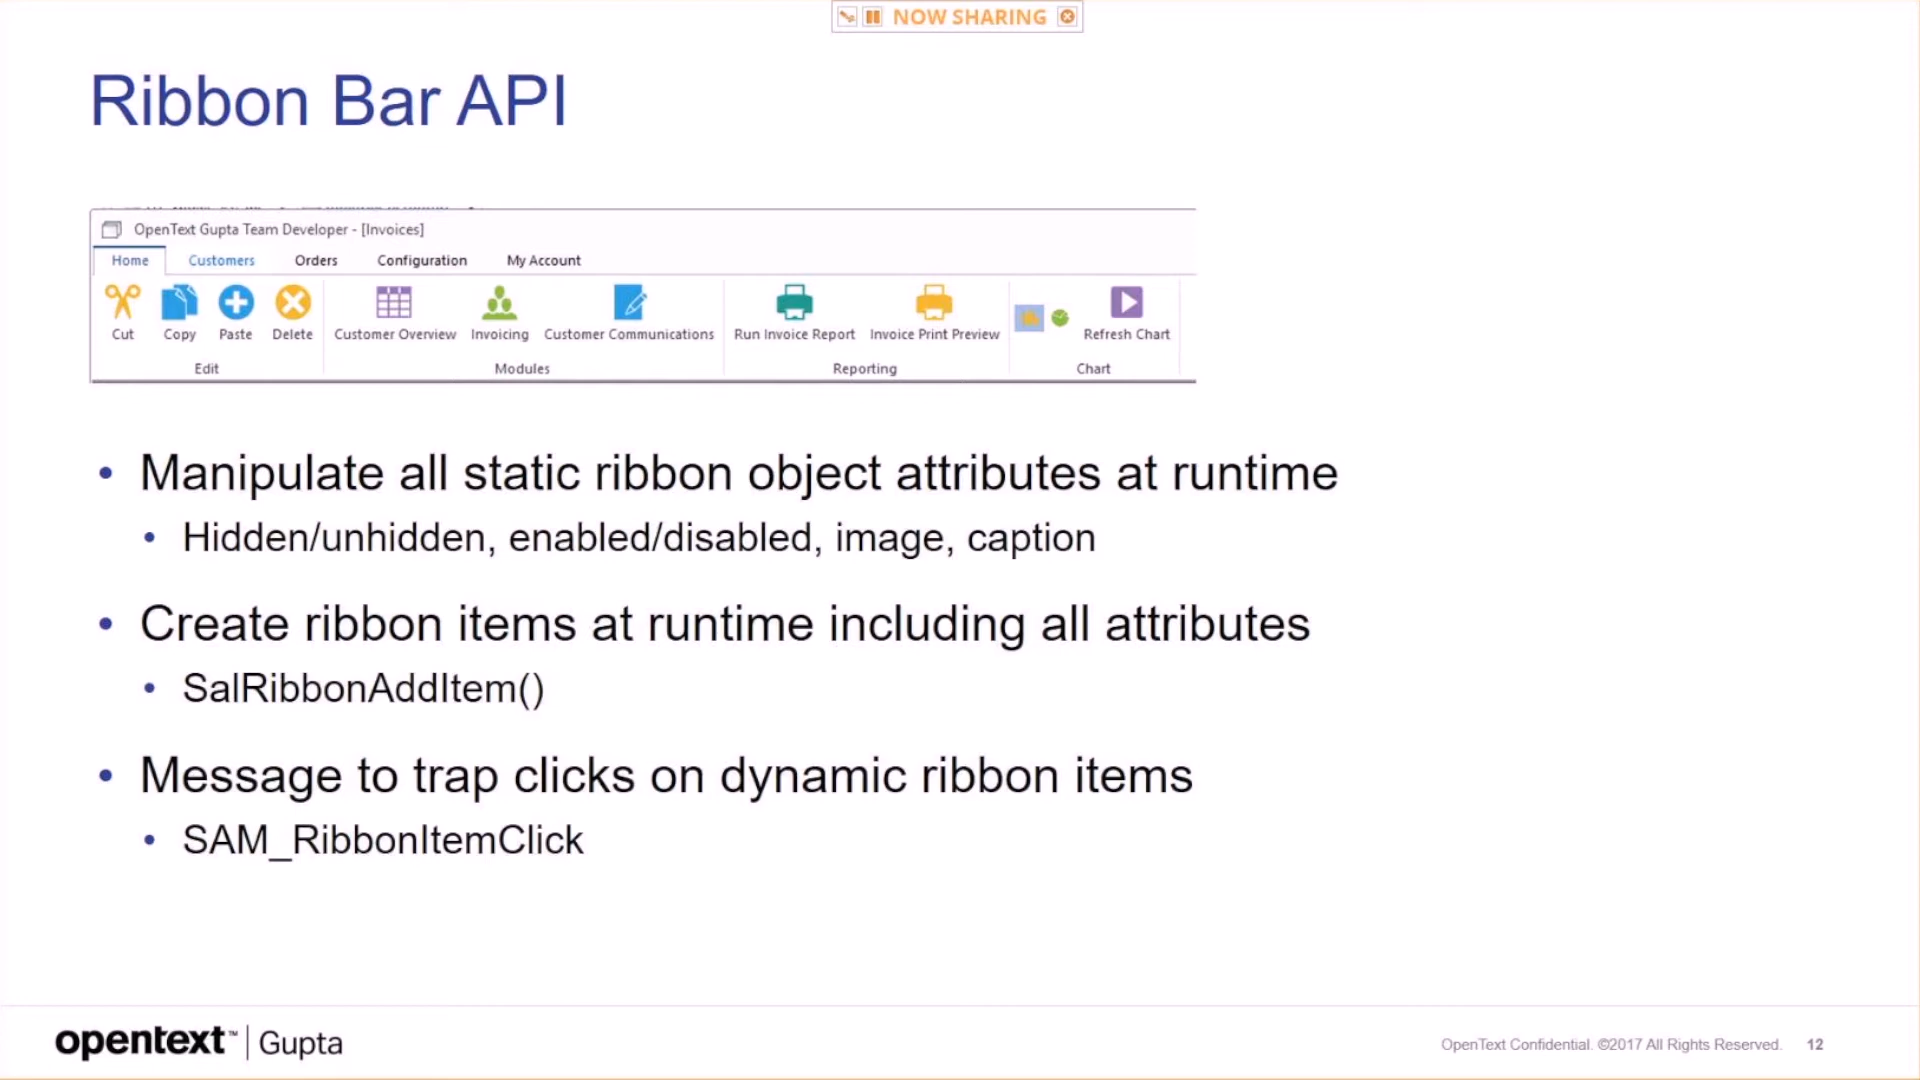 NOW SHARING
Ribbon Bar API
OpenText Gupta Team Developer - [Invoices]
Home Customers Orders Configuration My Account
Cut Copy Paste Delete Customer Overview Invoicing Customer Communications Run Invoice Report Invoice Print Preview Refresh Chart
Edit Modules Reporting Chart
• Manipulate all static ribbon object attributes at runtime
• Hidden/unhidden, enabled/disabled, image, caption
• Create ribbon items at runtime including all attributes
• SalRibbonAddItem()
• Message to trap clicks on dynamic ribbon items
• SAM_RibbonItemClick
opentext™ | Gupta
OpenText Confidential. ©2017 All Rights Reserved. 12